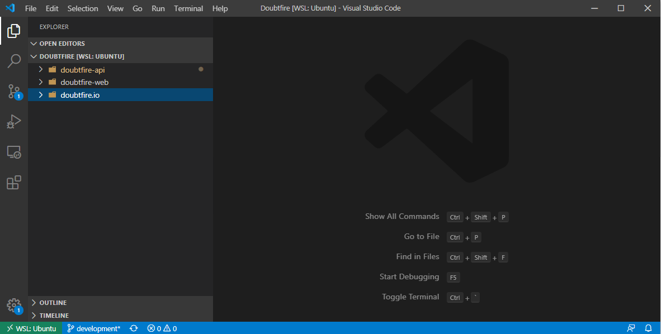 File Edit Selection View Go Run Terminal Help Doubtfire [WSL: Ubuntu] - Visual Studio Code
EXPLORER
OPEN EDITORS
DOUBTFIRE [WSL: UBUNTU]
doubtfire-api
doubtfire-web
doubtfire.io
1
Show All Commands Ctrl + Shift + P
Go to File Ctrl + P
Find in Files Ctrl + Shift + F
Start Debugging F5
Toggle Terminal Ctrl + `
OUTLINE
1
TIMELINE
WSL: Ubuntu development* 0 0